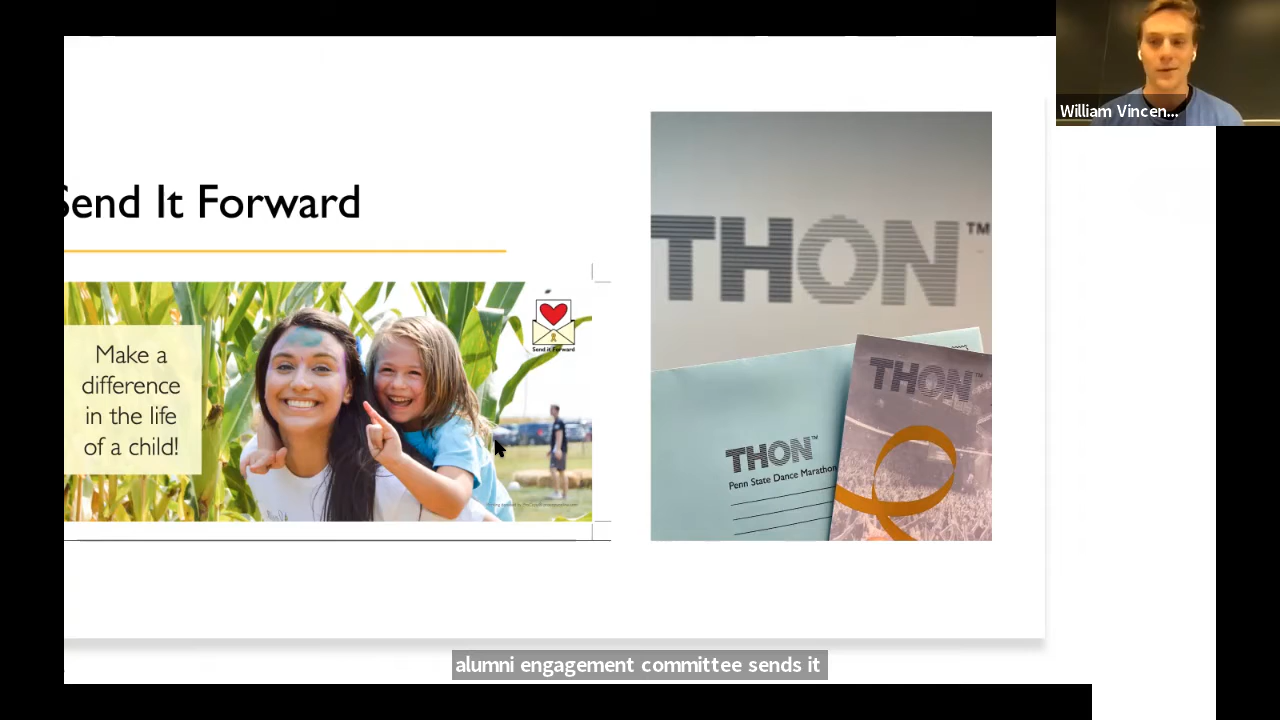 William Vincen...
Send It Forward
Make a
difference
in the life
of a child!
Send it Forward
THON™
THON™
Penn State Dance Marathon
THON™
alumni engagement committee sends it